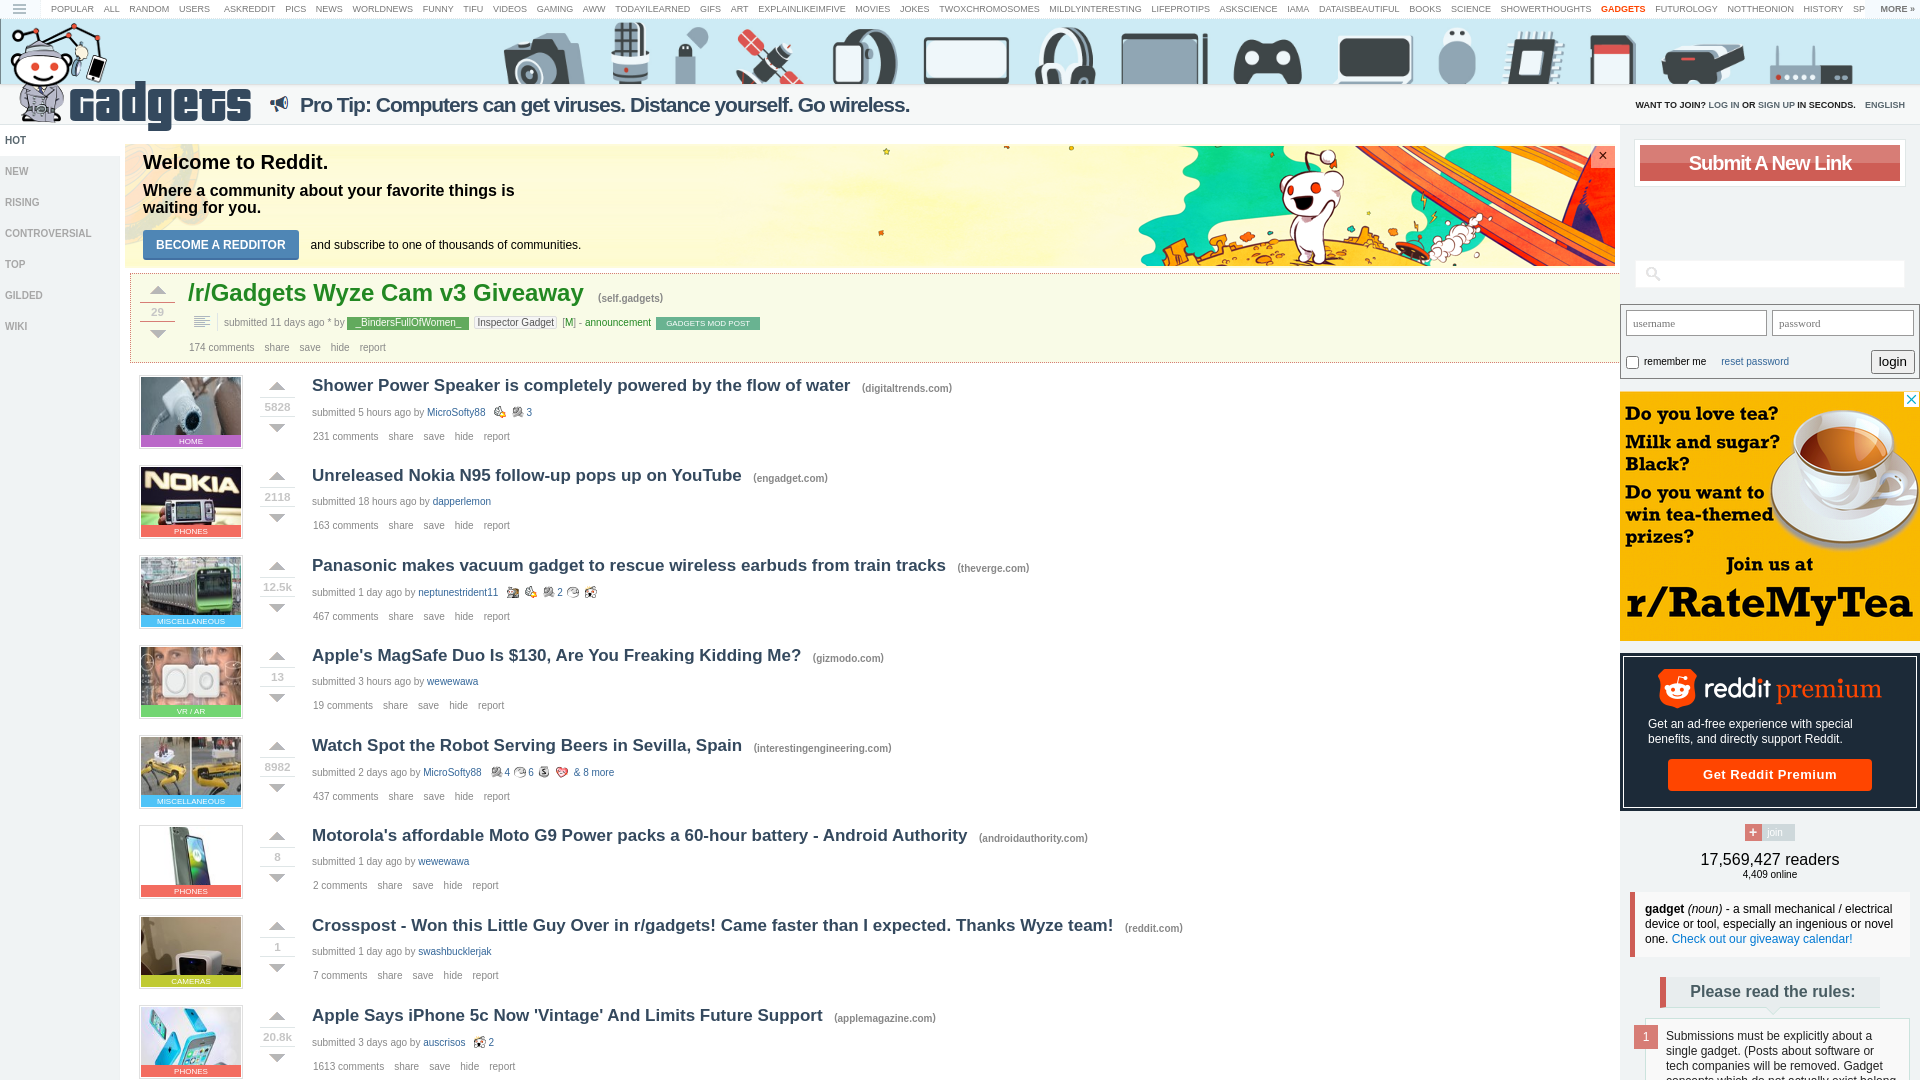 POPULAR ALL RANDOM USERS ASKREDDIT PICS NEWS WORLDNEWS FUNNY TIFU VIDEOS GAMING AWW TODAYILEARNED GIFS ART EXPLAINLIKEIMFIVE MOVIES JOKES TWOXCHROMOSOMES MILDLYINTERESTING LIFEPROTIPS ASKSCIENCE IAMA DATAISBEAUTIFUL BOOKS SCIENCE SHOWERTHOUGHTS GADGETS FUTUROLOGY NOTTHEONION HISTORY SP MORE »
Gadgets
Pro Tip: Computers can get viruses. Distance yourself. Go wireless.
WANT TO JOIN? LOG IN OR SIGN UP IN SECONDS. ENGLISH
HOT
NEW
RISING
CONTROVERSIAL
TOP
GILDED
WIKI
Welcome to Reddit.
Where a community about your favorite things is
waiting for you.
BECOME A REDDITOR and subscribe to one of thousands of communities.
×
/r/Gadgets Wyze Cam v3 Giveaway (self.gadgets)
29
submitted 11 days ago * by _BindersFullOfWomen_ Inspector Gadget [M] - announcement GADGETS MOD POST
174 comments share save hide report
Shower Power Speaker is completely powered by the flow of water (digitaltrends.com)
5828
submitted 5 hours ago by MicroSofty88 3
HOME
231 comments share save hide report
Unreleased Nokia N95 follow-up pops up on YouTube (engadget.com)
NOKIA
2118
submitted 18 hours ago by dapperlemon
PHONES
163 comments share save hide report
Panasonic makes vacuum gadget to rescue wireless earbuds from train tracks (theverge.com)
12.5k
submitted 1 day ago by neptunestrident11 2
MISCELLANEOUS
467 comments share save hide report
Apple's MagSafe Duo Is $130, Are You Freaking Kidding Me? (gizmodo.com)
13
submitted 3 hours ago by wewewawa
VR / AR
19 comments share save hide report
Watch Spot the Robot Serving Beers in Sevilla, Spain (interestingengineering.com)
8982
submitted 2 days ago by MicroSofty88 4 6 & 8 more
MISCELLANEOUS
437 comments share save hide report
Motorola's affordable Moto G9 Power packs a 60-hour battery - Android Authority (androidauthority.com)
8
submitted 1 day ago by wewewawa
PHONES
2 comments share save hide report
Crosspost - Won this Little Guy Over in r/gadgets! Came faster than I expected. Thanks Wyze team! (reddit.com)
1
submitted 1 day ago by swashbucklerjak
CAMERAS
7 comments share save hide report
Apple Says iPhone 5c Now 'Vintage' And Limits Future Support (applemagazine.com)
20.8k
submitted 3 days ago by auscrisos 2
PHONES
1613 comments share save hide report
Submit A New Link
username password
remember me reset password login
Do you love tea?
Milk and sugar?
Black?
Do you want to
win tea-themed
prizes?
Join us at
r/RateMyTea
reddit premium
Get an ad-free experience with special
benefits, and directly support Reddit.
Get Reddit Premium
+ join
17,569,427 readers
4,409 online
gadget (noun) - a small mechanical / electrical
device or tool, especially an ingenious or novel
one. Check out our giveaway calendar!
Please read the rules:
1 Submissions must be explicitly about a
single gadget. (Posts about software or
tech companies will be removed. Gadget
concepts which do not actually exist belong